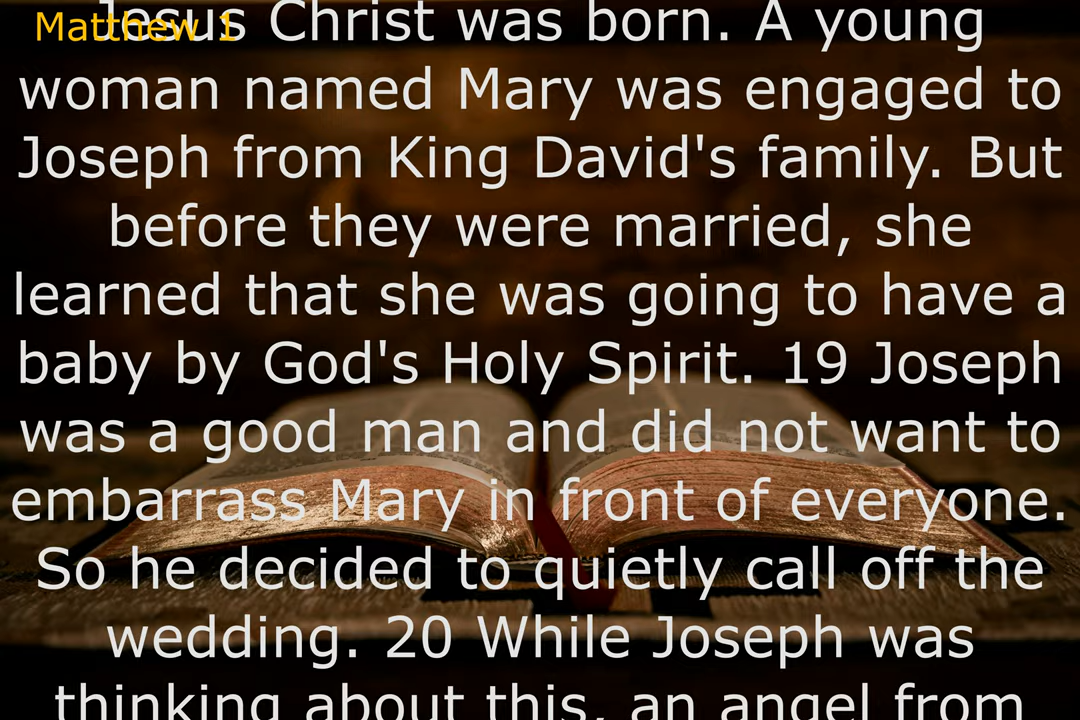 Matthew 1
Jesus Christ was born. A young
woman named Mary was engaged to
Joseph from King David's family. But
before they were married, she
learned that she was going to have a
baby by God's Holy Spirit. 19 Joseph
was a good man and did not want to
embarrass Mary in front of everyone.
So he decided to quietly call off the
wedding. 20 While Joseph was
thinking about this, an angel from